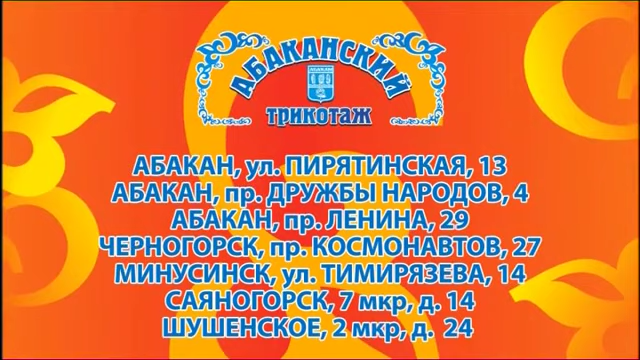 АБАКАНСКИЙ
АБАКАН
трикотаж
АБАКАН, ул. ПИРЯТИНСКАЯ, 13
АБАКАН, пр. ДРУЖБЫ НАРОДОВ, 4
АБАКАН, пр. ЛЕНИНА, 29
ЧЕРНОГОРСК, пр. КОСМОНАВТОВ, 27
МИНУСИНСК, ул. ТИМИРЯЗЕВА, 14
САЯНОГОРСК, 7 мкр, д. 14
ШУШЕНСКОЕ, 2 мкр, д. 24